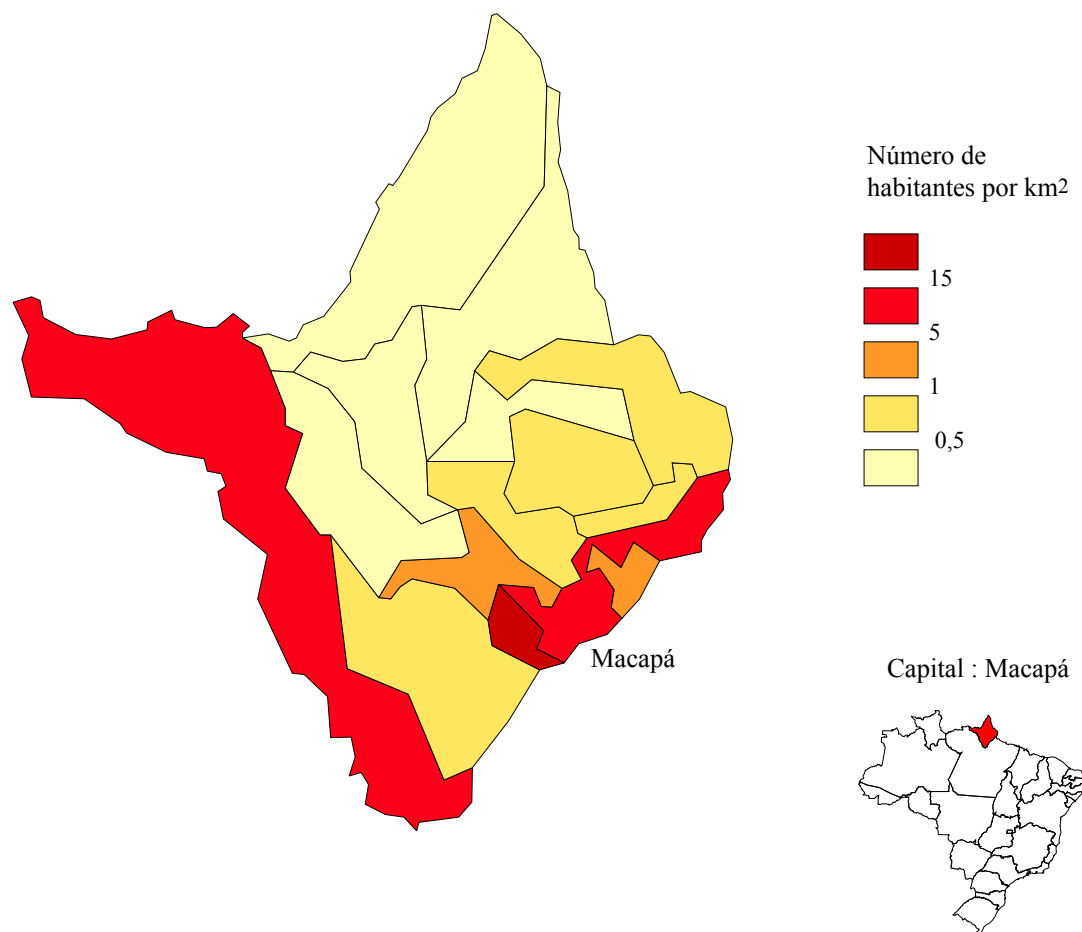 Número de
habitantes por km2
15
5
1
0,5
Macapá
Capital : Macapá